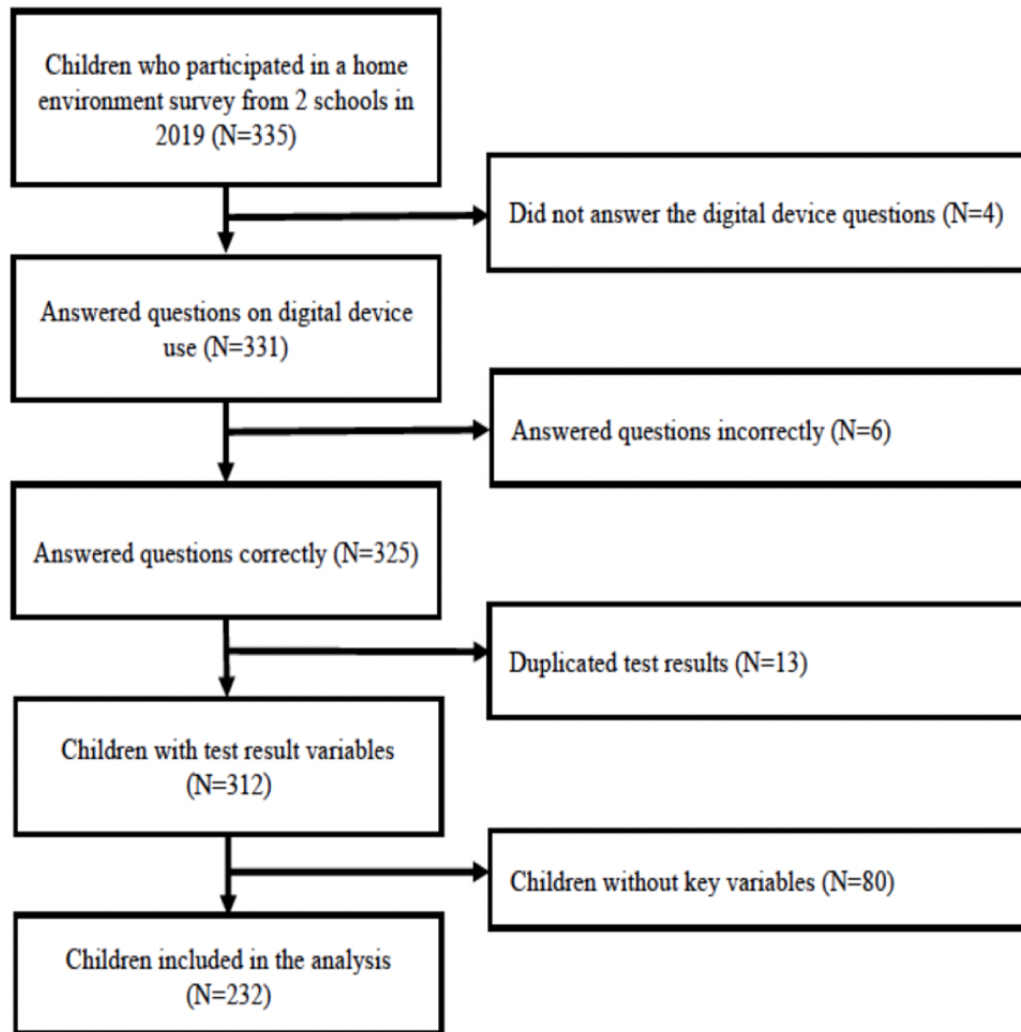 Children who participated in a home
environment survey from 2 schools in
2019 (N=335)
Did not answer the digital device questions (N=4)
Answered questions on digital device
use (N=331)
Answered questions incorrectly (N=6)
Answered questions correctly (N=325)
Duplicated test results (N=13)
Children with test result variables
(N=312)
Children without key variables (N=80)
Children included in the analysis
(N=232)